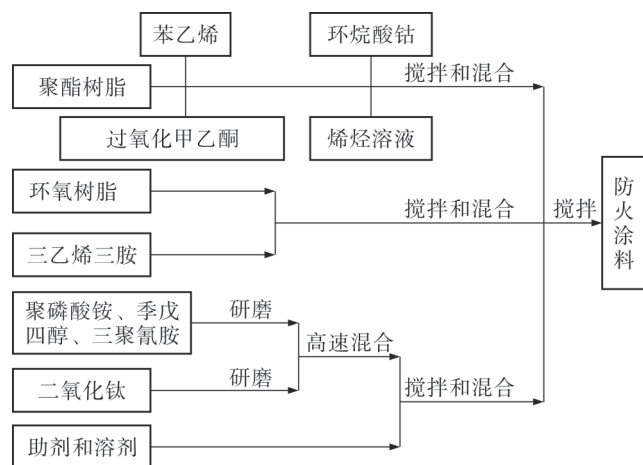 苯乙烯
环烷酸钴
聚酯树脂
搅拌和混合
过氧化甲乙酮
烯烃溶液
环氧树脂
搅拌和混合
搅拌
防火涂料
三乙烯三胺
聚磷酸铵、季戊
四醇、三聚氰胺
研磨
高速混合
二氧化钛
研磨
搅拌和混合
助剂和溶剂